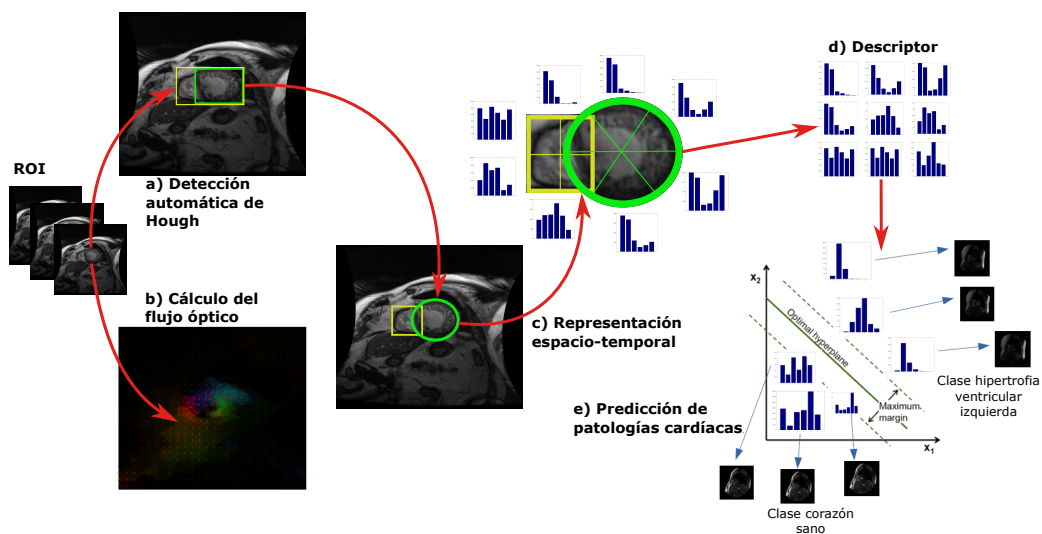 ROI
a) Detección
automática de
Hough
b) Cálculo del
flujo óptico
c) Representación
espacio-temporal
d) Descriptor
e) Predicción de
patologías cardíacas
x2
Optimal hyperplane
Maximum
margin
x1
Clase hipertrofia
ventricular
izquierda
Clase corazón
sano